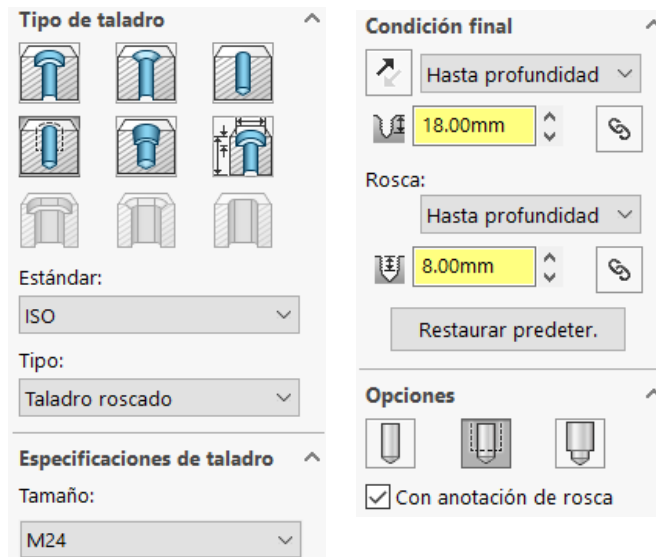 Tipo de taladro
Estándar:
ISO
Tipo:
Taladro roscado
Especificaciones de taladro
Tamaño:
M24
Condición final
Hasta profundidad
18.00mm
Rosca:
Hasta profundidad
8.00mm
Restaurar predeter.
Opciones
Con anotación de rosca